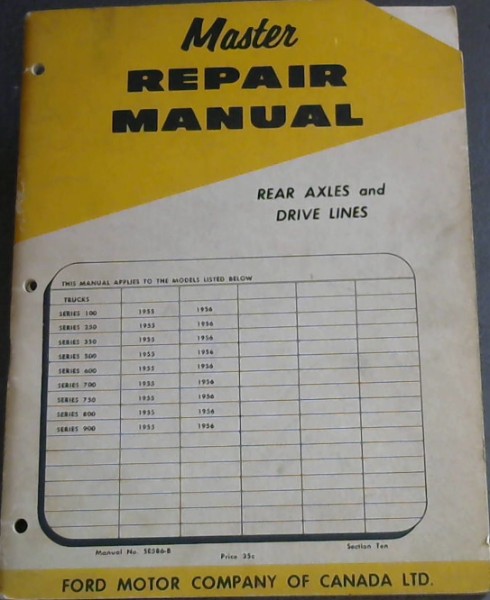 Master
REPAIR
MANUAL
REAR AXLES and
DRIVE LINES
THIS MANUAL APPLIES TO THE MODELS LISTED BELOW
TRUCKS
SERIES 100 1955 1956
SERIES 250 1955 1956
SERIES 350 1955 1956
SERIES 500 1955 1956
SERIES 600 1955 1956
SERIES 700 1955 1956
SERIES 750 1955 1956
SERIES 800 1955 1956
SERIES 900 1955 1956
Manual No. SE386-B Price 35c Section Ten
FORD MOTOR COMPANY OF CANADA LTD.